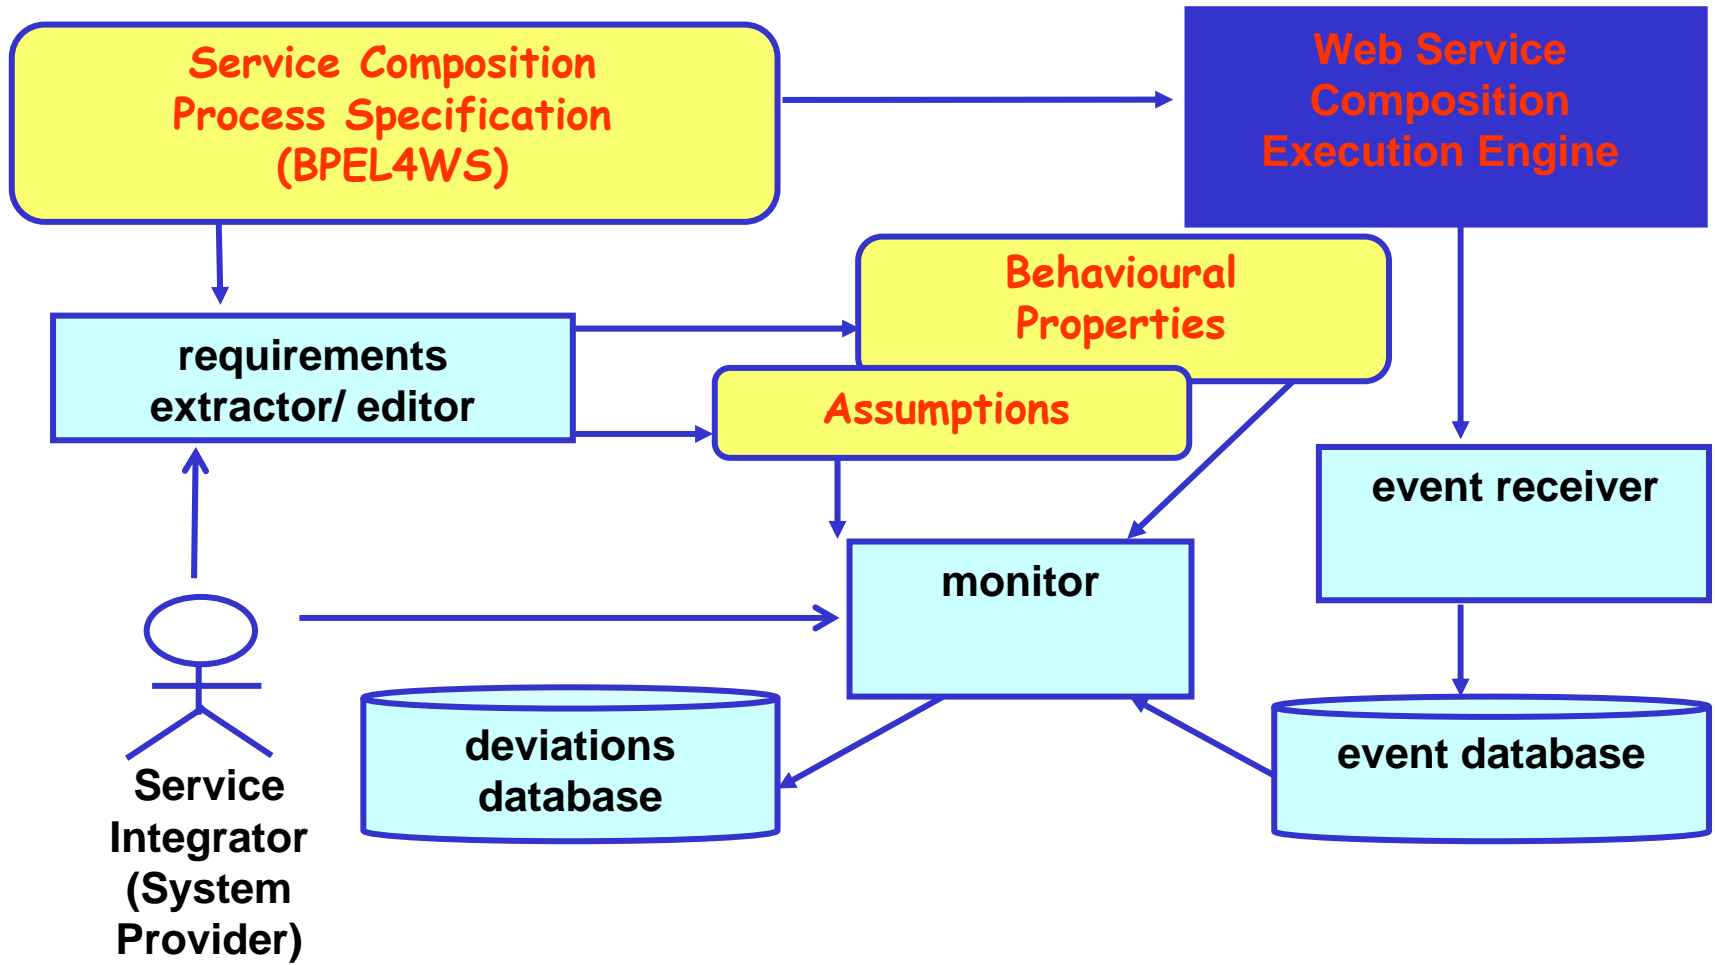 Service Composition
Process Specification
(BPEL4WS)
Web Service
Composition
Execution Engine
Behavioural
Properties
requirements
extractor/ editor
Assumptions
event receiver
monitor
deviations
database
event database
Service
Integrator
(System
Provider)